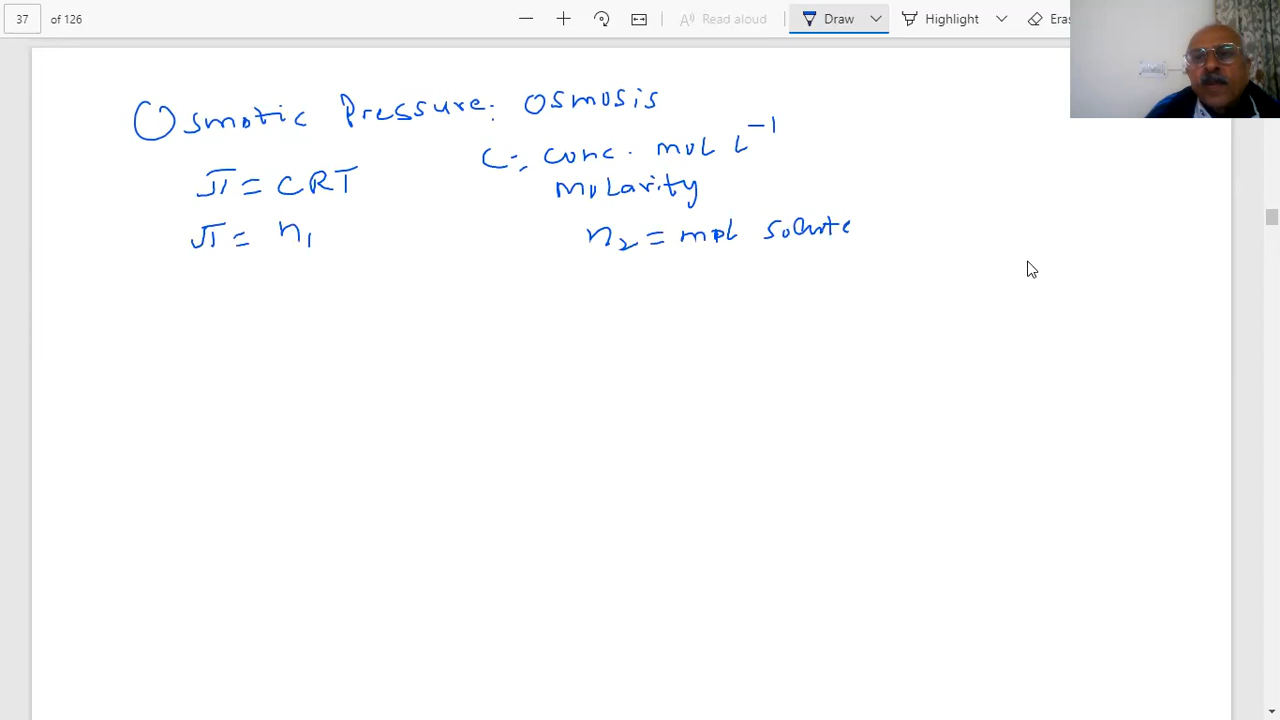 37 of 126 Read aloud Draw Highlight Eras
Osmotic Pressure: Osmosis
C = conc. mol L⁻¹
π = CRT molarity
π = n₁ n₂ = mol solute